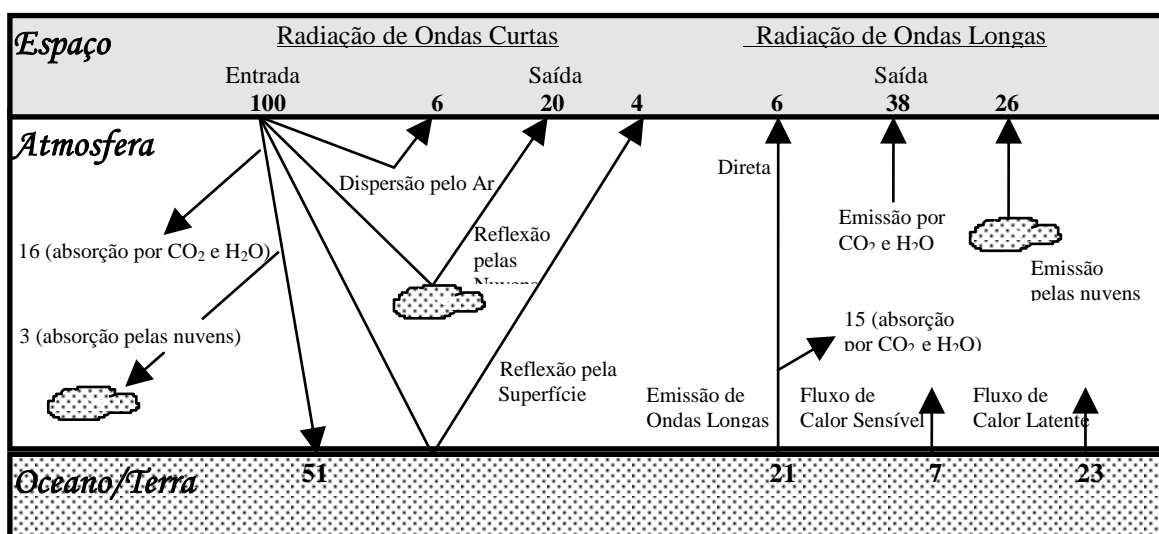 Espaço
Radiação de Ondas Curtas
Radiação de Ondas Longas
Entrada
Saída
Saída
100
6
20
4
6
38
26
Atmosfera
Direta
Dispersão pelo Ar
16 (absorção por CO₂ e H₂O)
Reflexão
pelas
Nuvens
Emissão por
CO₂ e H₂O
Emissão
pelas nuvens
3 (absorção pelas nuvens)
15 (absorção
por CO₂ e H₂O)
Reflexão pela
Superfície
Emissão de
Ondas Longas
Fluxo de
Calor Sensível
Fluxo de
Calor Latente
Oceano/Terra
51
21
7
23